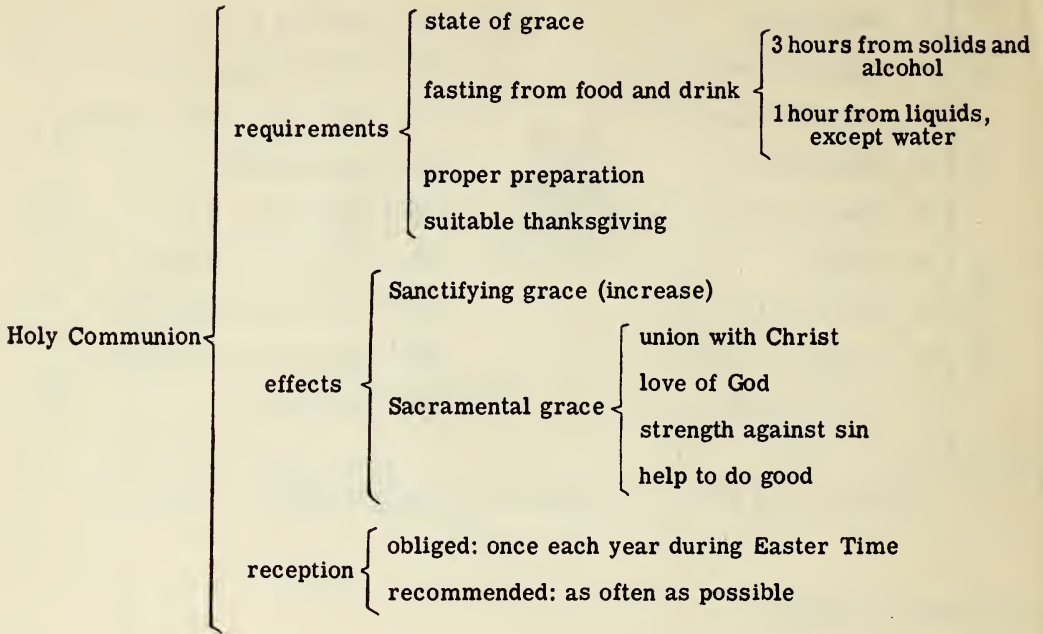 Holy Communion
requirements
state of grace
fasting from food and drink
3 hours from solids and
alcohol
1 hour from liquids,
except water
proper preparation
suitable thanksgiving
effects
Sanctifying grace (increase)
Sacramental grace
union with Christ
love of God
strength against sin
help to do good
reception
obliged: once each year during Easter Time
recommended: as often as possible